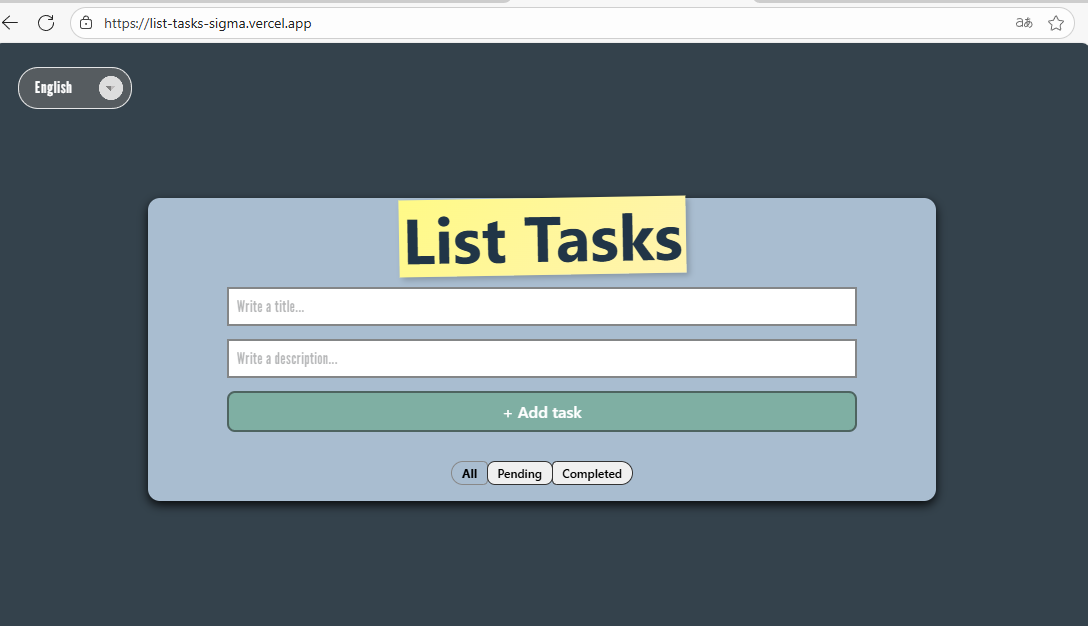 https://list-tasks-sigma.vercel.app
English
List Tasks
Write a title...
Write a description...
+ Add task
All Pending Completed